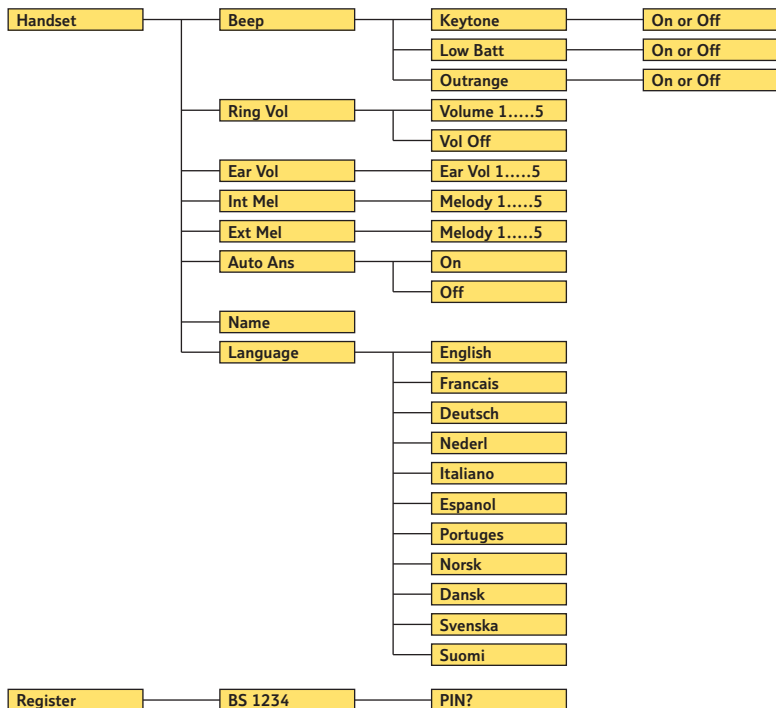 Handset Beep Keytone On or Off
Low Batt On or Off
Outrange On or Off
Ring Vol Volume 1.....5
Vol Off
Ear Vol Ear Vol 1.....5
Int Mel Melody 1.....5
Ext Mel Melody 1.....5
Auto Ans On
Off
Name
Language English
Francais
Deutsch
Nederl
Italiano
Espanol
Portuges
Norsk
Dansk
Svenska
Suomi
Register BS 1234 PIN?